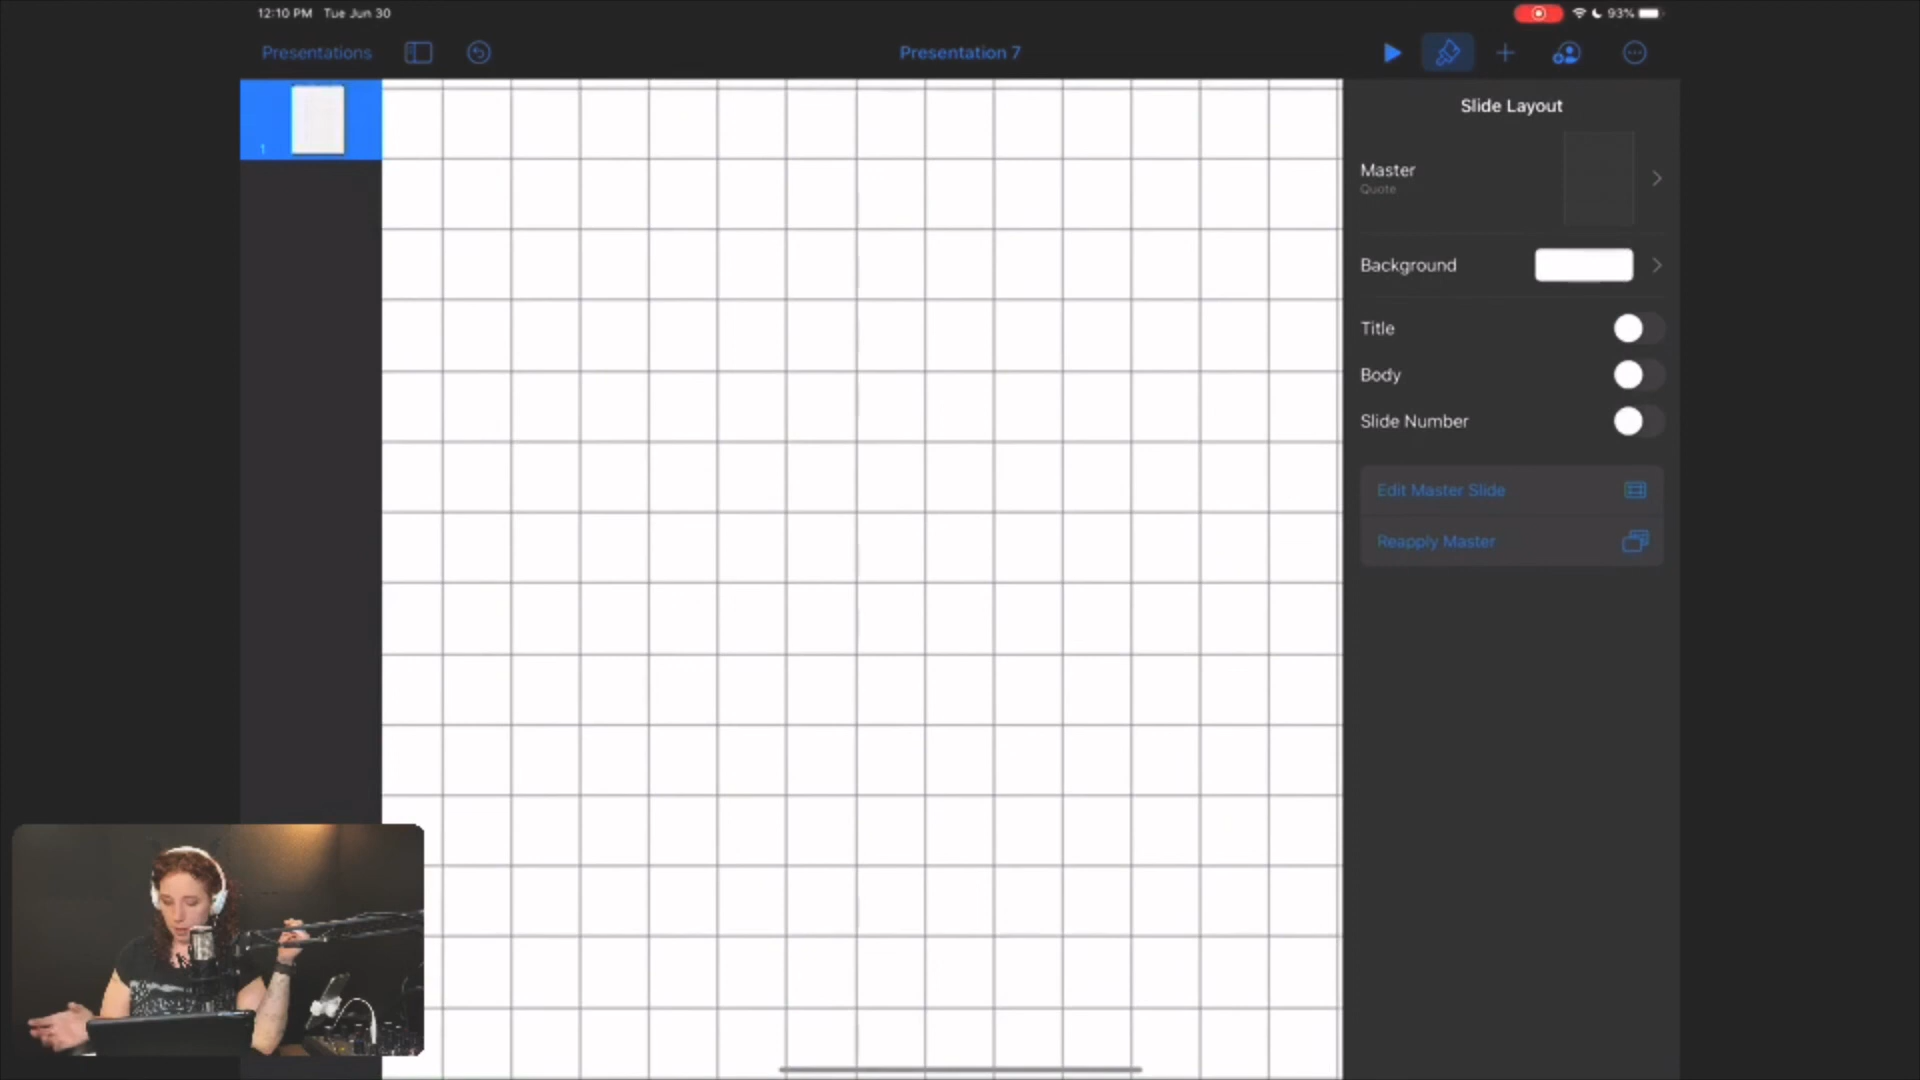 12:10 PM Tue Jun 30
93%
Presentations
Presentation 7
1
Slide Layout
Master
Quote
Background
Title
Body
Slide Number
Edit Master Slide
Reapply Master